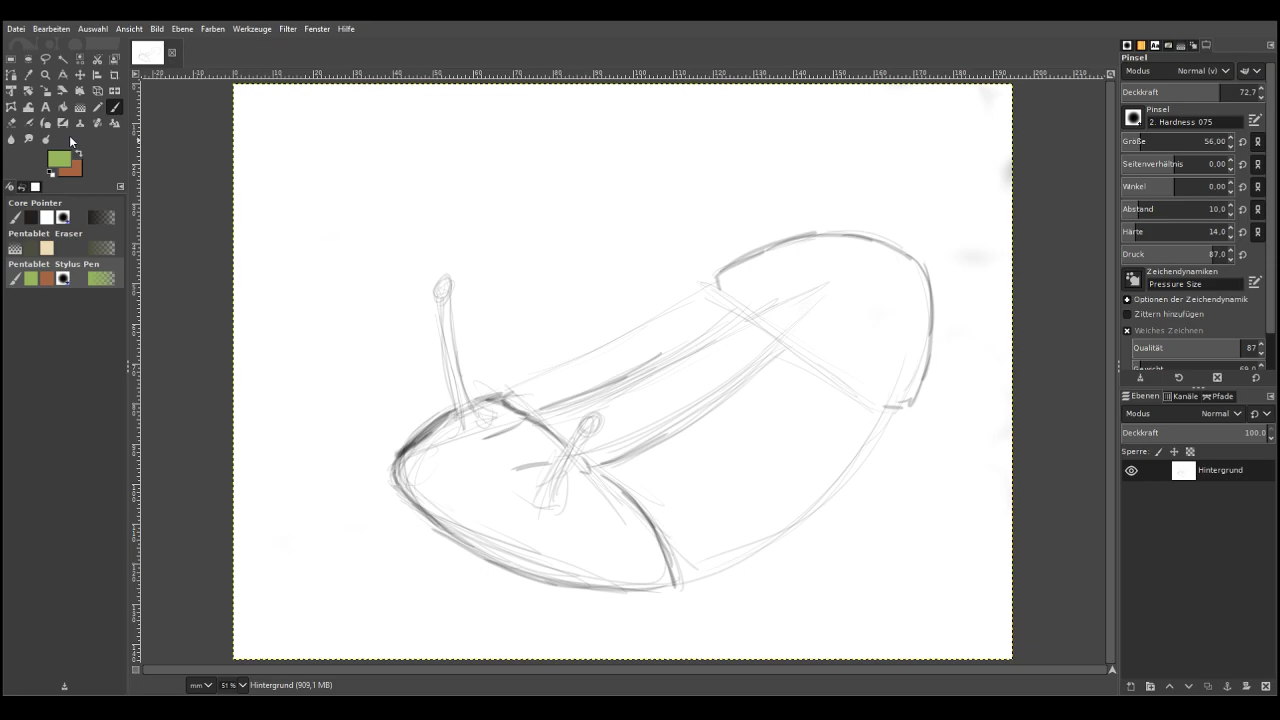 Datei Bearbeiten Auswahl Ansicht Bild Ebene Farben Werkzeuge Filter Fenster Hilfe
Pinsel
Modus Normal (v)
Deckkraft 72,7
Pinsel
2. Hardness 075
Größe 56,00
Seitenverhältnis 0,00
Winkel 0,00
Abstand 10,0
Härte 14,0
Druck 87,0
Zeichendynamiken
Pressure Size
Optionen der Zeichendynamik
Zittern hinzufügen
Weiches Zeichnen
Qualität 87
Core Pointer
Pentablet Eraser
Pentablet Stylus Pen
Ebenen Kanäle Pfade
Modus Normal
Deckkraft 100,0
Sperre:
Hintergrund
mm 51 % Hintergrund (909,1 MB)